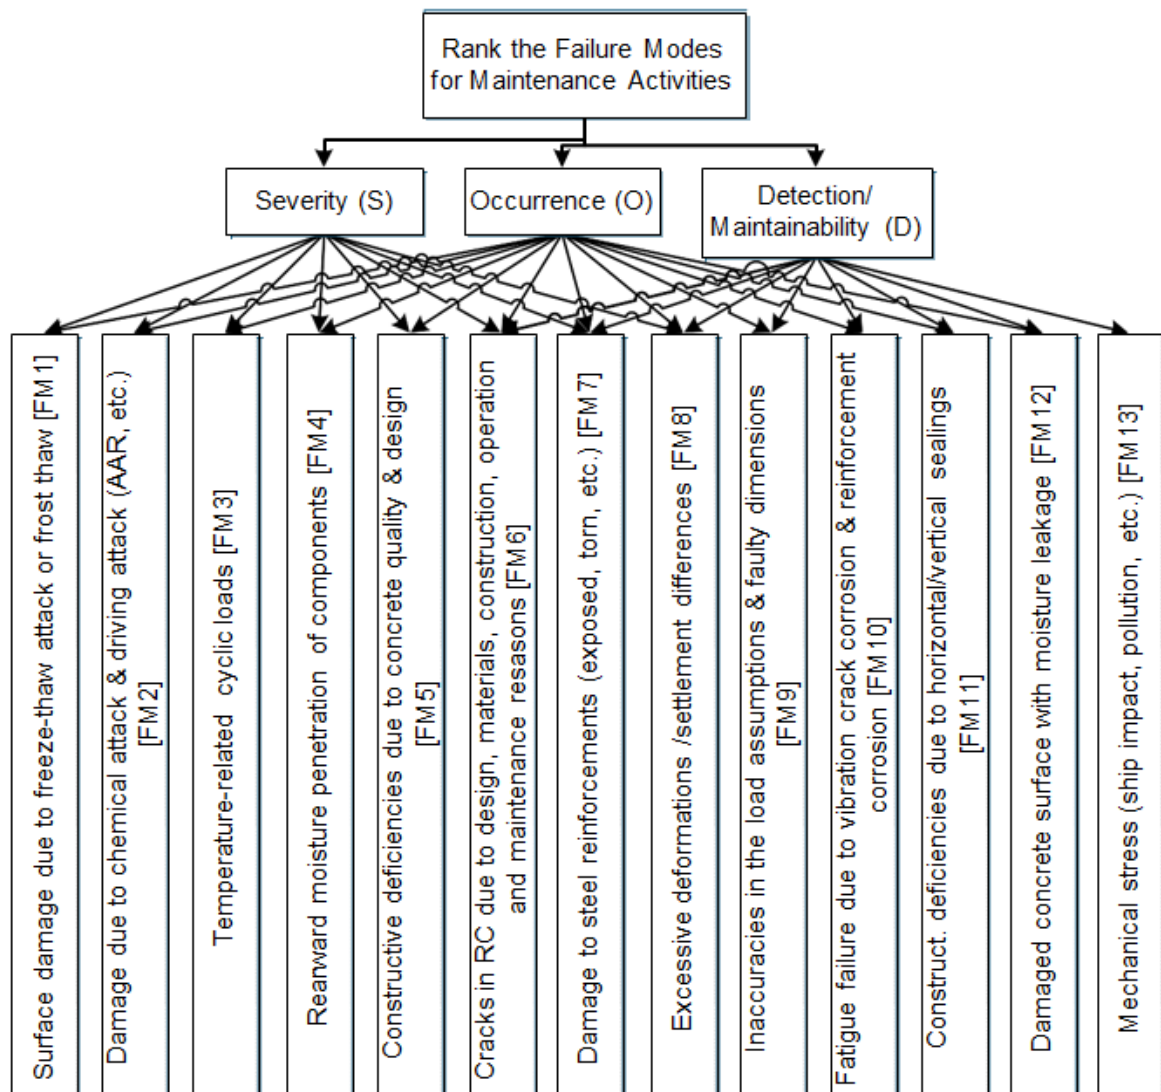 Rank the Failure Modes
for Maintenance Activities
Severity (S)
Occurrence (O)
Detection/
Maintainability (D)
Surface damage due to freeze-thaw attack or frost thaw [FM1]
Damage due to chemical attack & driving attack (AAR, etc.)
[FM2]
Temperature-related cyclic loads [FM3]
Rearward moisture penetration of components [FM4]
Constructive deficiencies due to concrete quality & design
[FM5]
Cracks in RC due to design, materials, construction, operation
and maintenance reasons [FM6]
Damage to steel reinforcements (exposed, torn, etc.) [FM7]
Excessive deformations /settlement differences [FM8]
Inaccuracies in the load assumptions & faulty dimensions
[FM9]
Fatigue failure due to vibration crack corrosion & reinforcement
corrosion [FM10]
Construct. deficiencies due to horizontal/vertical sealings
[FM11]
Damaged concrete surface with moisture leakage [FM12]
Mechanical stress (ship impact, pollution, etc.) [FM13]